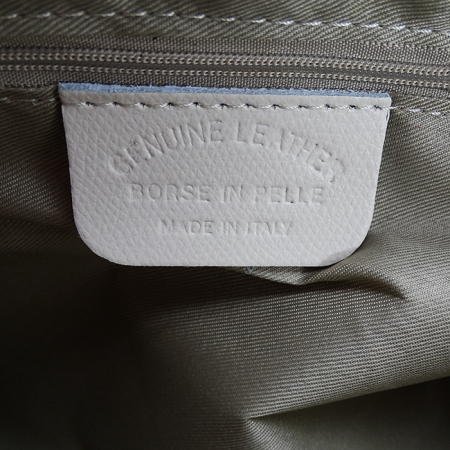 GENUINE LEATHER
BORSE IN PELLE
MADE IN ITALY